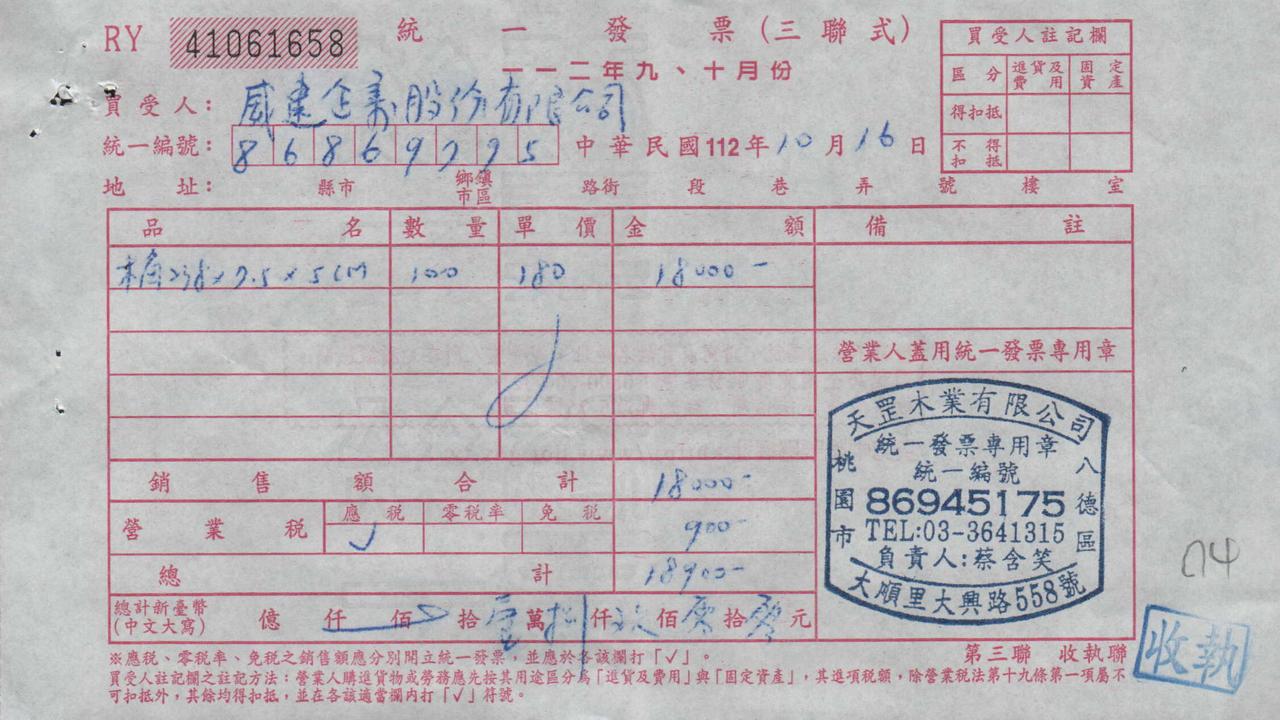 RY 41061658 統一發票(三聯式)
一一二年九、十月份
買受人: 威建企業股份有限公司
統一編號: 86869795 中華民國112年10月16日
地址: 縣市 鄉鎮市區 路街 段 巷 弄 號 樓 室
買受人註記欄
區分 進貨及費用 固定資產
得扣抵
不得扣抵
品名 數量 單價 金額 備註
x 7.5 x 5 cm 100 180 18000-
營業人蓋用統一發票專用章
天罡木業有限公司
統一發票專用章
統一編號
86945175
TEL:03-3641315
負責人:蔡含笑
桃園市 八德區
大順里大興路558號
銷售額合計 18000-
營業稅 應稅 零稅率 免稅 900-
總計 18900-
總計新臺幣(中文大寫) 億 仟 佰 拾 壹萬捌仟玖佰零拾零元
※應稅、零稅率、免稅之銷售額應分別開立統一發票,並應於各該欄打「✓」。
第三聯 收執聯
買受人註記欄之註記方法:營業人購進貨物或勞務應先按其用途區分為「進貨及費用」與「固定資產」,其進項稅額,除營業稅法第十九條第一項屬不
可扣抵外,其餘均得扣抵,並在各該適當欄內打「✓」符號。
收執